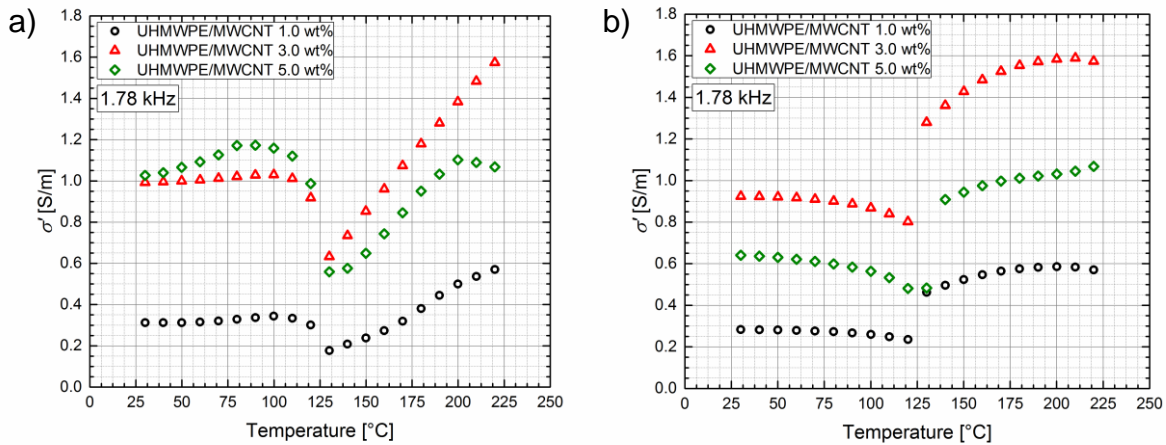 a)
UHMWPE/MWCNT 1.0 wt%
UHMWPE/MWCNT 3.0 wt%
UHMWPE/MWCNT 5.0 wt%
1.78 kHz
σ' [S/m]
1.8
1.6
1.4
1.2
1.0
0.8
0.6
0.4
0.2
0.0
0 25 50 75 100 125 150 175 200 225 250
Temperature [°C]
b)
UHMWPE/MWCNT 1.0 wt%
UHMWPE/MWCNT 3.0 wt%
UHMWPE/MWCNT 5.0 wt%
1.78 kHz
σ' [S/m]
1.8
1.6
1.4
1.2
1.0
0.8
0.6
0.4
0.2
0.0
0 25 50 75 100 125 150 175 200 225 250
Temperature [°C]